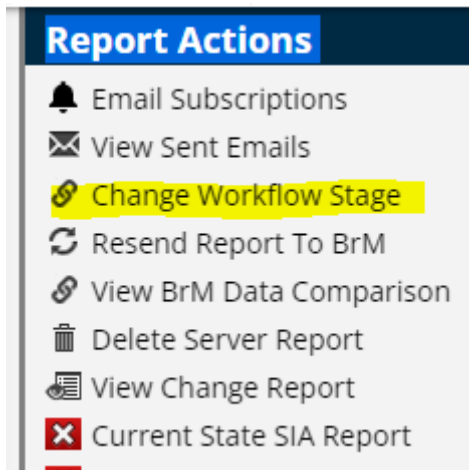 Report Actions
Email Subscriptions
View Sent Emails
Change Workflow Stage
Resend Report To BrM
View BrM Data Comparison
Delete Server Report
View Change Report
Current State SIA Report